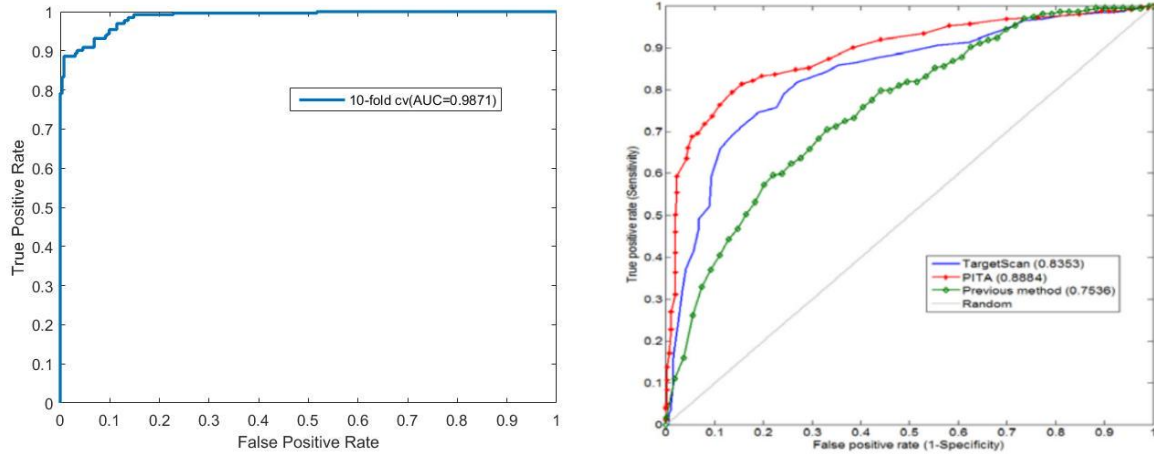 1
0.9
0.8
0.7
0.6
0.5
0.4
0.3
0.2
0.1
0
True Positive Rate
10-fold cv(AUC=0.9871)
0 0.1 0.2 0.3 0.4 0.5 0.6 0.7 0.8 0.9 1
False Positive Rate
1
0.9
0.8
0.7
0.6
0.5
0.4
0.3
0.2
0.1
0
True positive rate (Sensitivity)
TargetScan (0.8353)
PITA (0.8884)
Previous method (0.7536)
Random
0 0.1 0.2 0.3 0.4 0.5 0.6 0.7 0.8 0.9 1
False positive rate (1-Specificity)